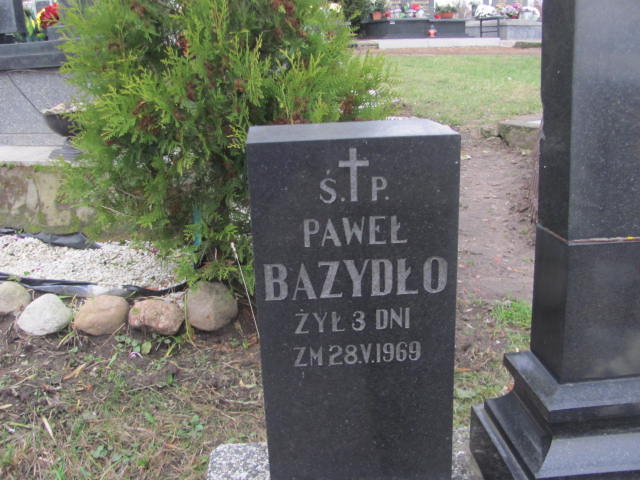 Ś.P.
PAWEŁ
BAZYDŁO
ŻYŁ 3 DNI
ZM 28.V.1969